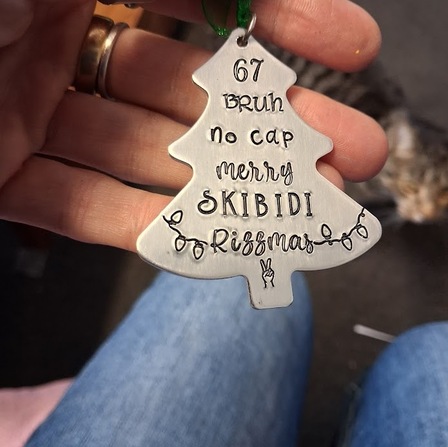 67
Bruh
no cap
merry
SKIBIDI
Rizzmas